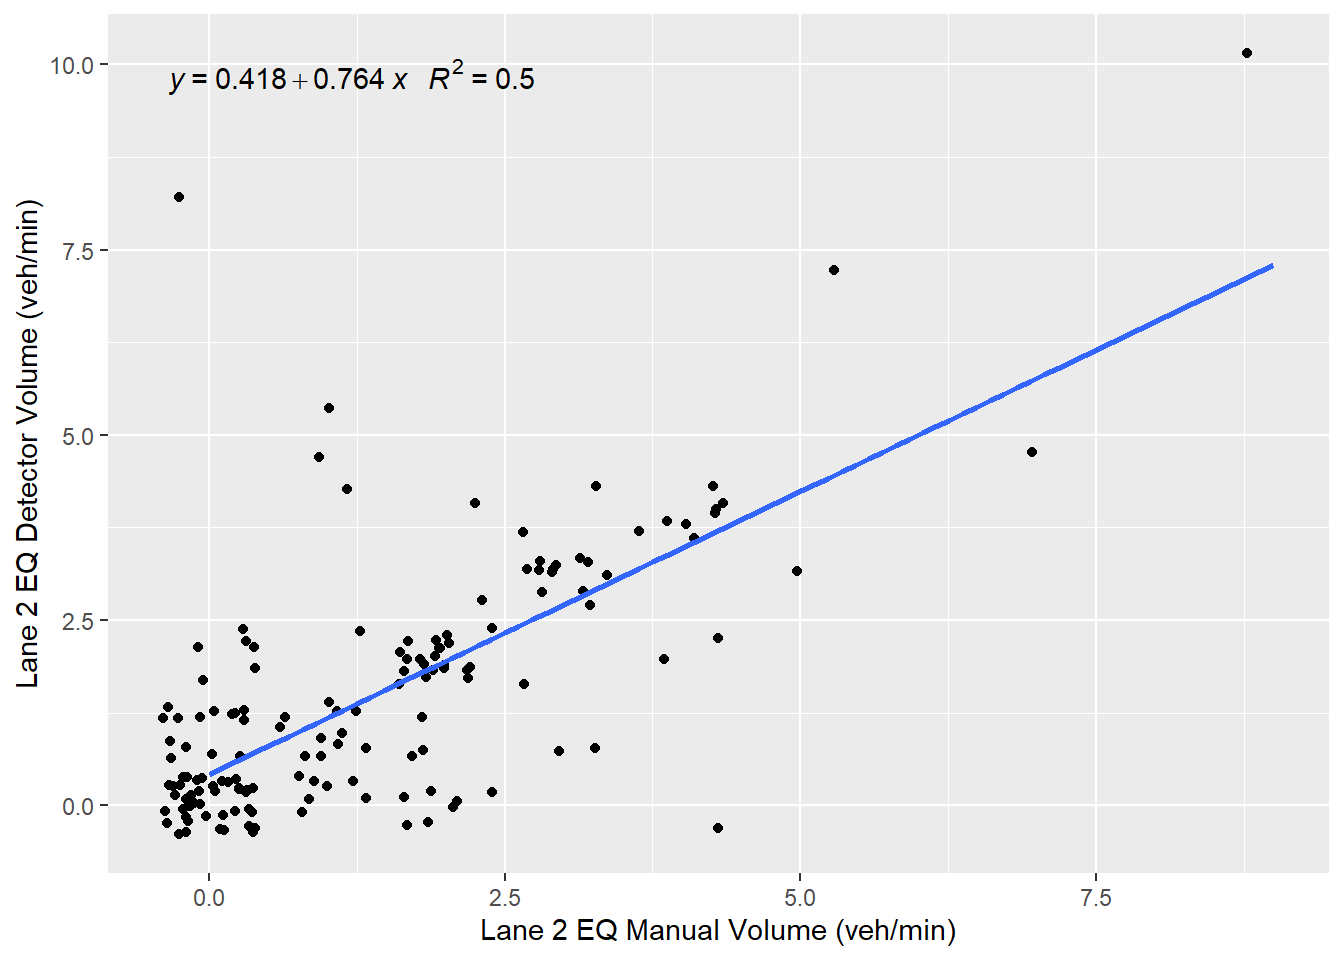 y = 0.418 + 0.764 x R² = 0.5
10.0
7.5
5.0
2.5
0.0
Lane 2 EQ Detector Volume (veh/min)
0.0 2.5 5.0 7.5
Lane 2 EQ Manual Volume (veh/min)